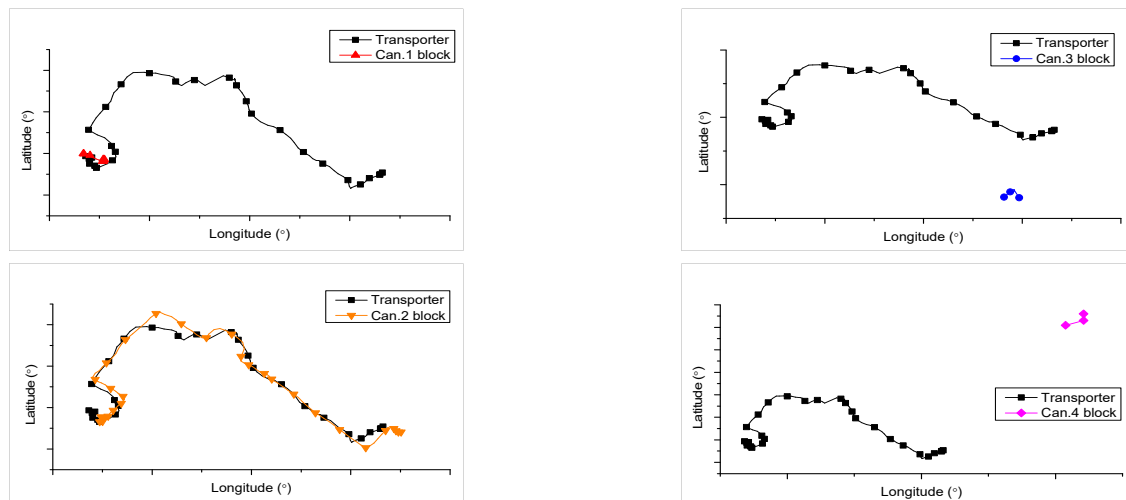 Transporter
Can.1 block
Latitude (°)
Longitude (°)
Transporter
Can.3 block
Latitude (°)
Longitude (°)
Transporter
Can.2 block
Latitude (°)
Longitude (°)
Transporter
Can.4 block
Latitude (°)
Longitude (°)